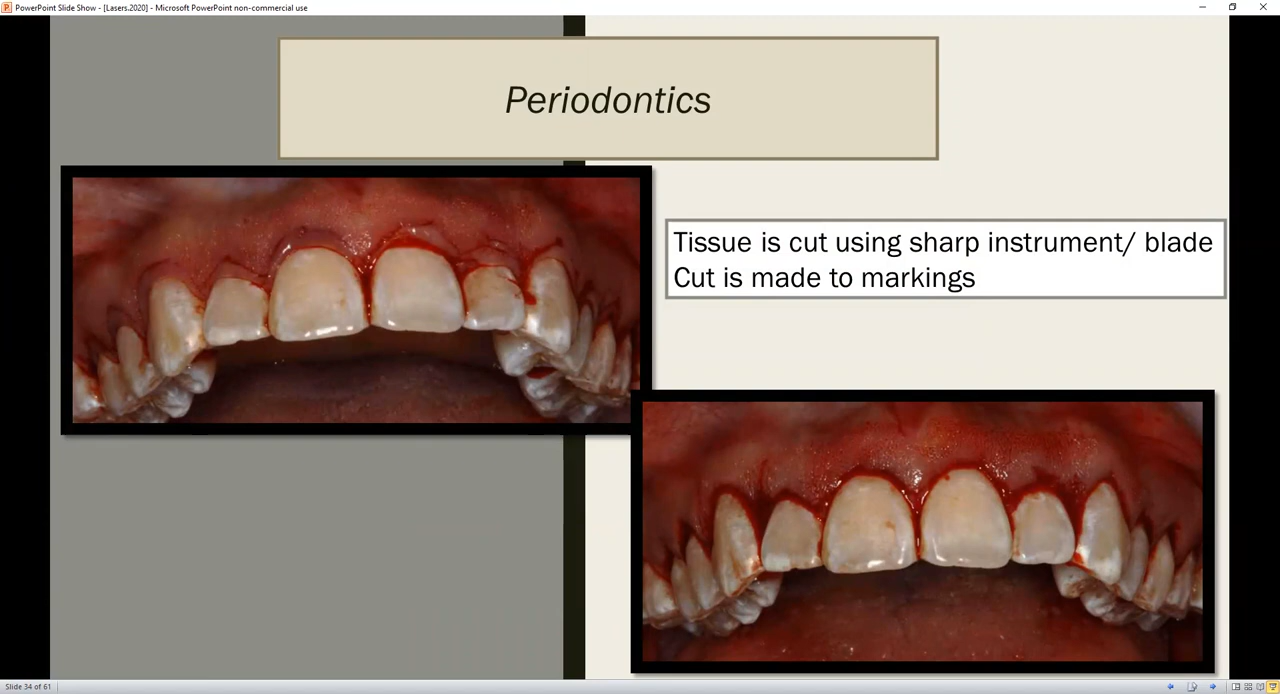 PowerPoint Slide Show - [Lasers.2020] - Microsoft PowerPoint non-commercial use
Periodontics
Tissue is cut using sharp instrument/ blade
Cut is made to markings
Slide 34 of 61